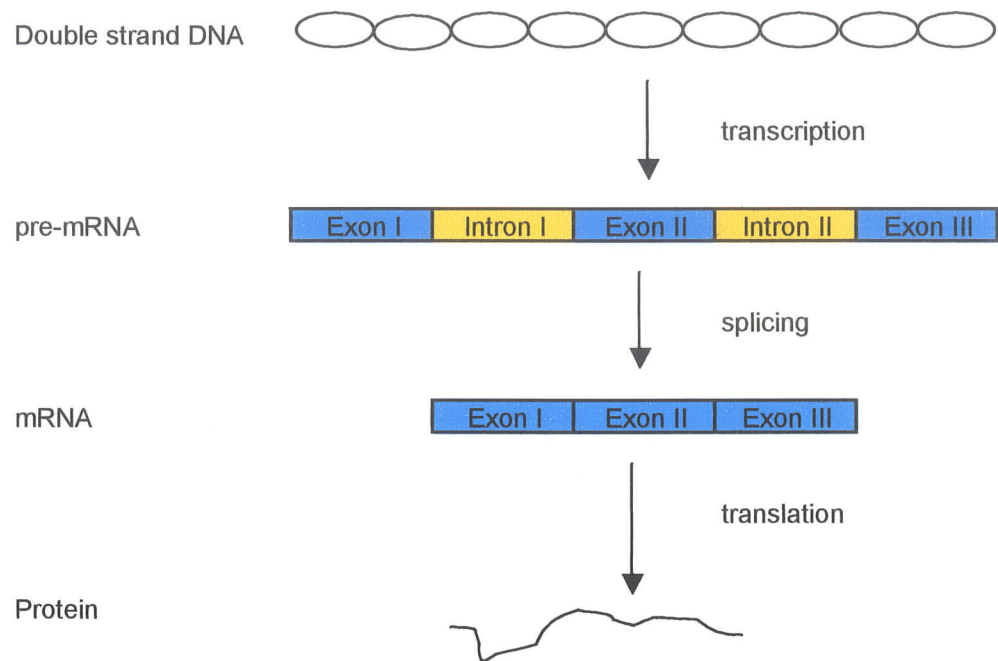 Double strand DNA
transcription
pre-mRNA
Exon I Intron I Exon II Intron II Exon III
splicing
mRNA
Exon I Exon II Exon III
translation
Protein